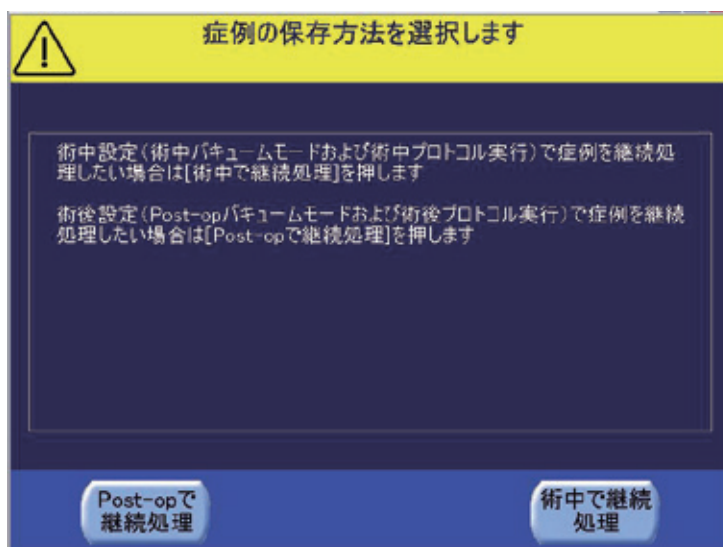 症例の保存方法を選択します
術中設定(術中バキュームモードおよび術中プロトコル実行)で症例を継続処
理したい場合は[術中で継続処理]を押します
術後設定(Post-opバキュームモードおよび術後プロトコル実行)で症例を継続
処理したい場合は[Post-opで継続処理]を押します
Post-opで
継続処理
術中で継続
処理